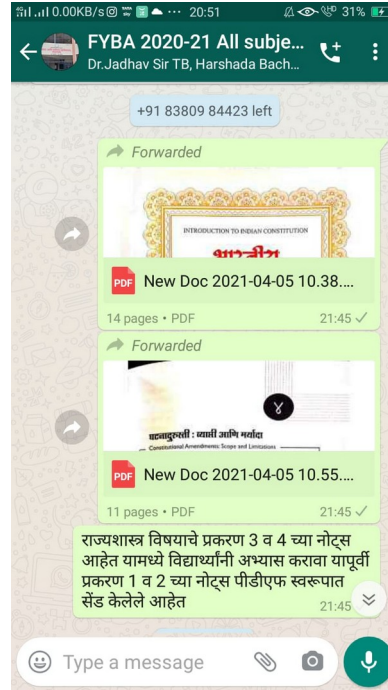 0.00KB/s 20:51 31%
FYBA 2020-21 All subje...
Dr.Jadhav Sir TB, Harshada Bach...
+91 83809 84423 left
Forwarded
INTRODUCTION TO INDIAN CONSTITUTION
PDF New Doc 2021-04-05 10.38....
14 pages • PDF 21:45
Forwarded
४
घटनादुरुस्ती : व्याप्ती आणि मर्यादा
Constitutional Amendments: Scope and Limitations
PDF New Doc 2021-04-05 10.55....
11 pages • PDF 21:45
राज्यशास्त्र विषयाचे प्रकरण 3 व 4 च्या नोट्स
आहेत यामध्ये विद्यार्थ्यांनी अभ्यास करावा यापूर्वी
प्रकरण 1 व 2 च्या नोट्स पीडीएफ स्वरूपात
सेंड केलेले आहेत
21:45
Type a message